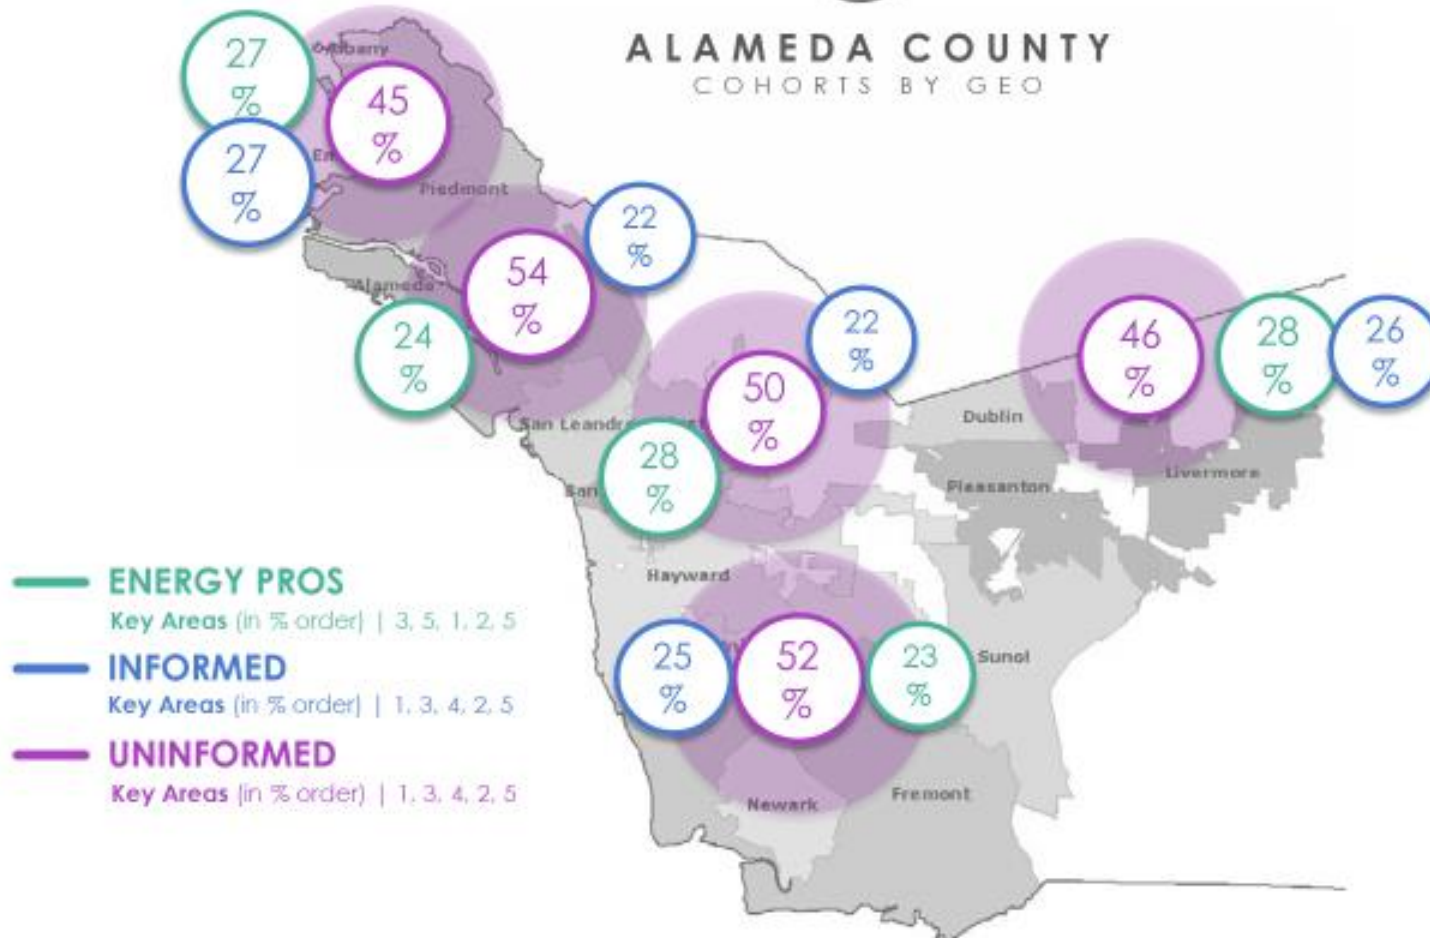 ALAMEDA COUNTY
COHORTS BY GEO
27
%
45
%
27
%
Piedmont
22
%
54
%
Alameda
24
%
22
%
50
%
46
%
28
%
26
%
San Leandro
28
%
San
Dublin
Pleasanton
Livermore
Hayward
25
%
52
%
23
%
Sunol
Newark
Fremont
ENERGY PROS
Key Areas (in % order) | 3, 5, 1, 2, 5
INFORMED
Key Areas (in % order) | 1, 3, 4, 2, 5
UNINFORMED
Key Areas (in % order) | 1, 3, 4, 2, 5